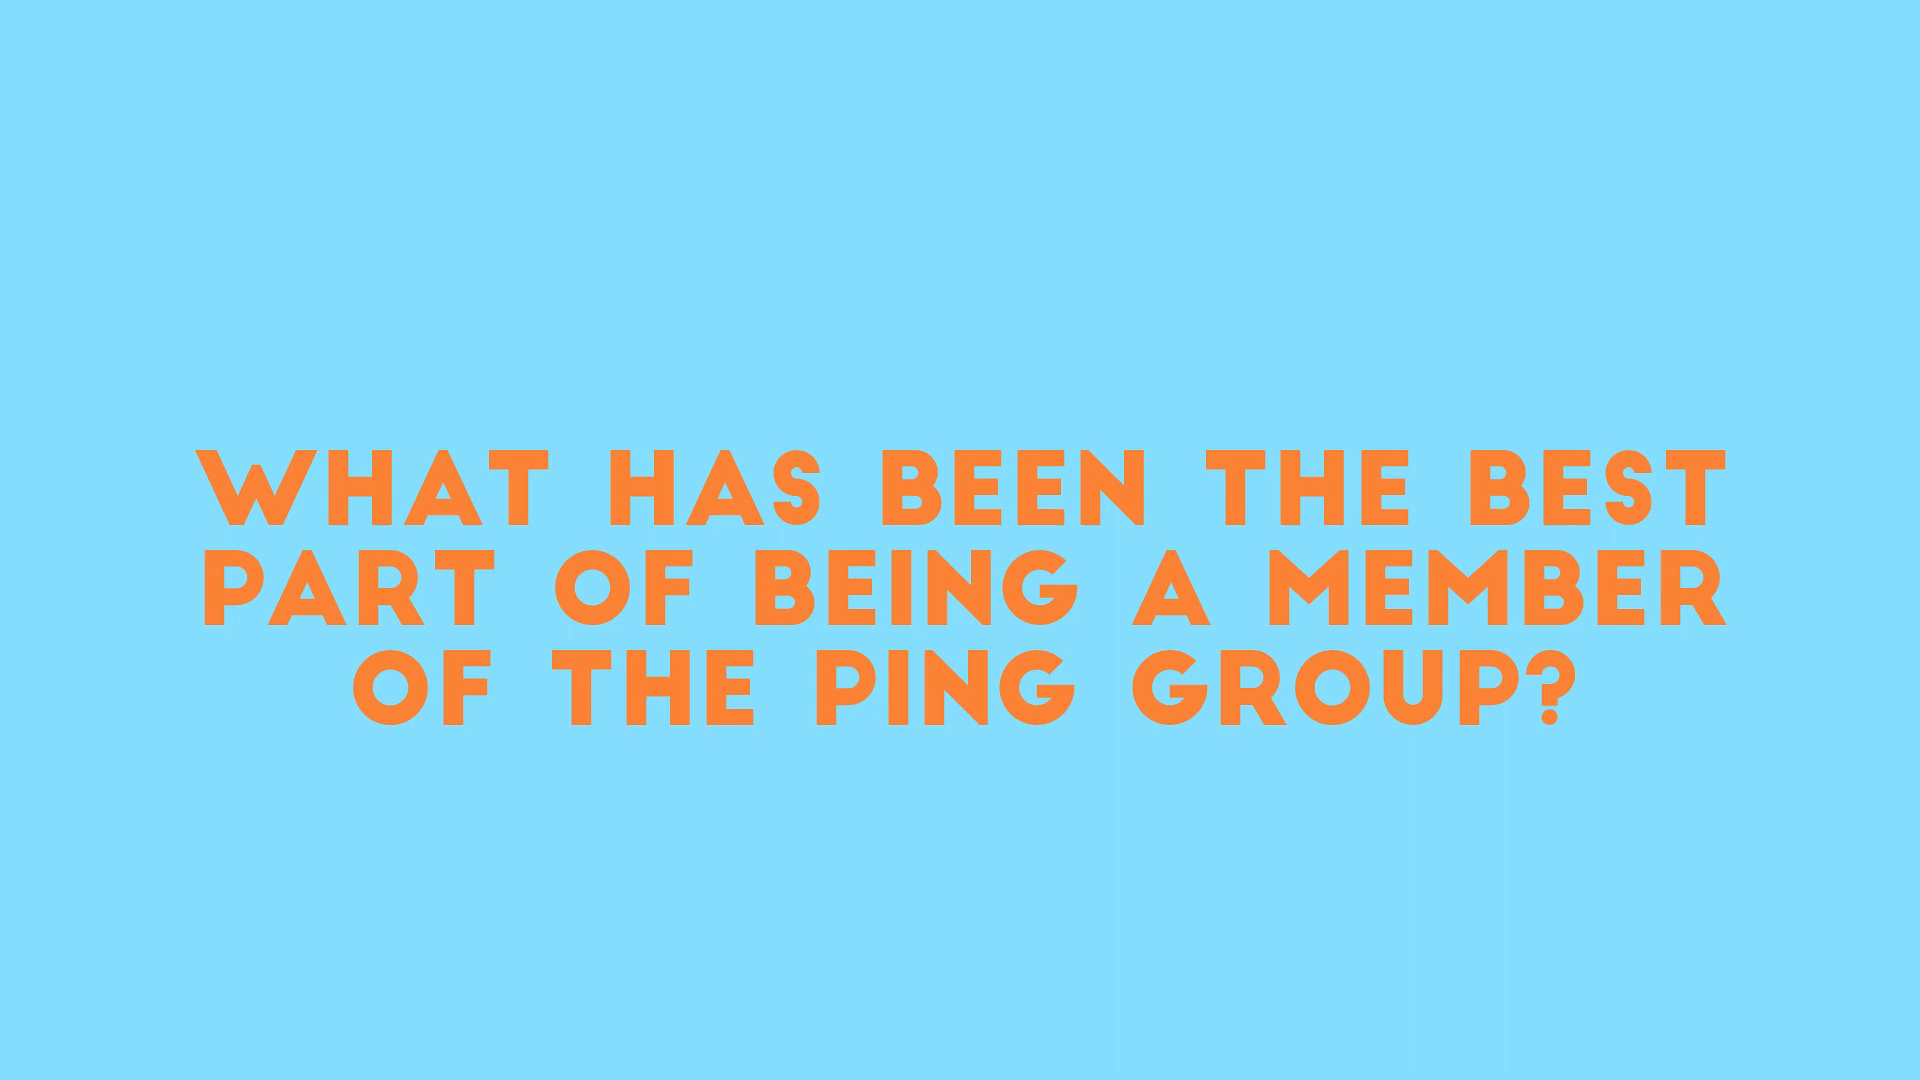 WHAT HAS BEEN THE BEST
PART OF BEING A MEMBER
OF THE PING GROUP?